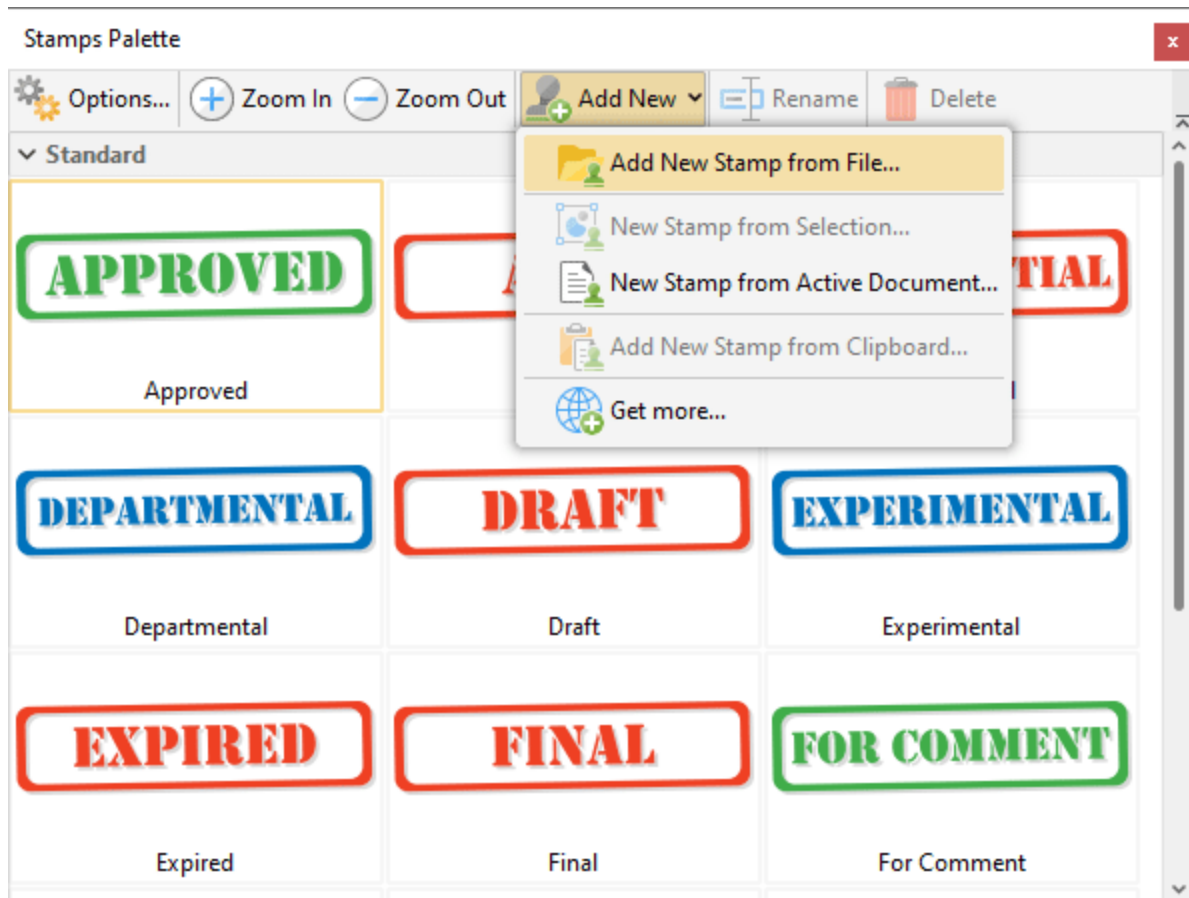 Stamps Palette
x
Options... Zoom In Zoom Out Add New Rename Delete
Standard
Add New Stamp from File...
New Stamp from Selection...
New Stamp from Active Document...
Add New Stamp from Clipboard...
Get more...
APPROVED
TIAL
Approved
DEPARTMENTAL DRAFT EXPERIMENTAL
Departmental Draft Experimental
EXPIRED FINAL FOR COMMENT
Expired Final For Comment